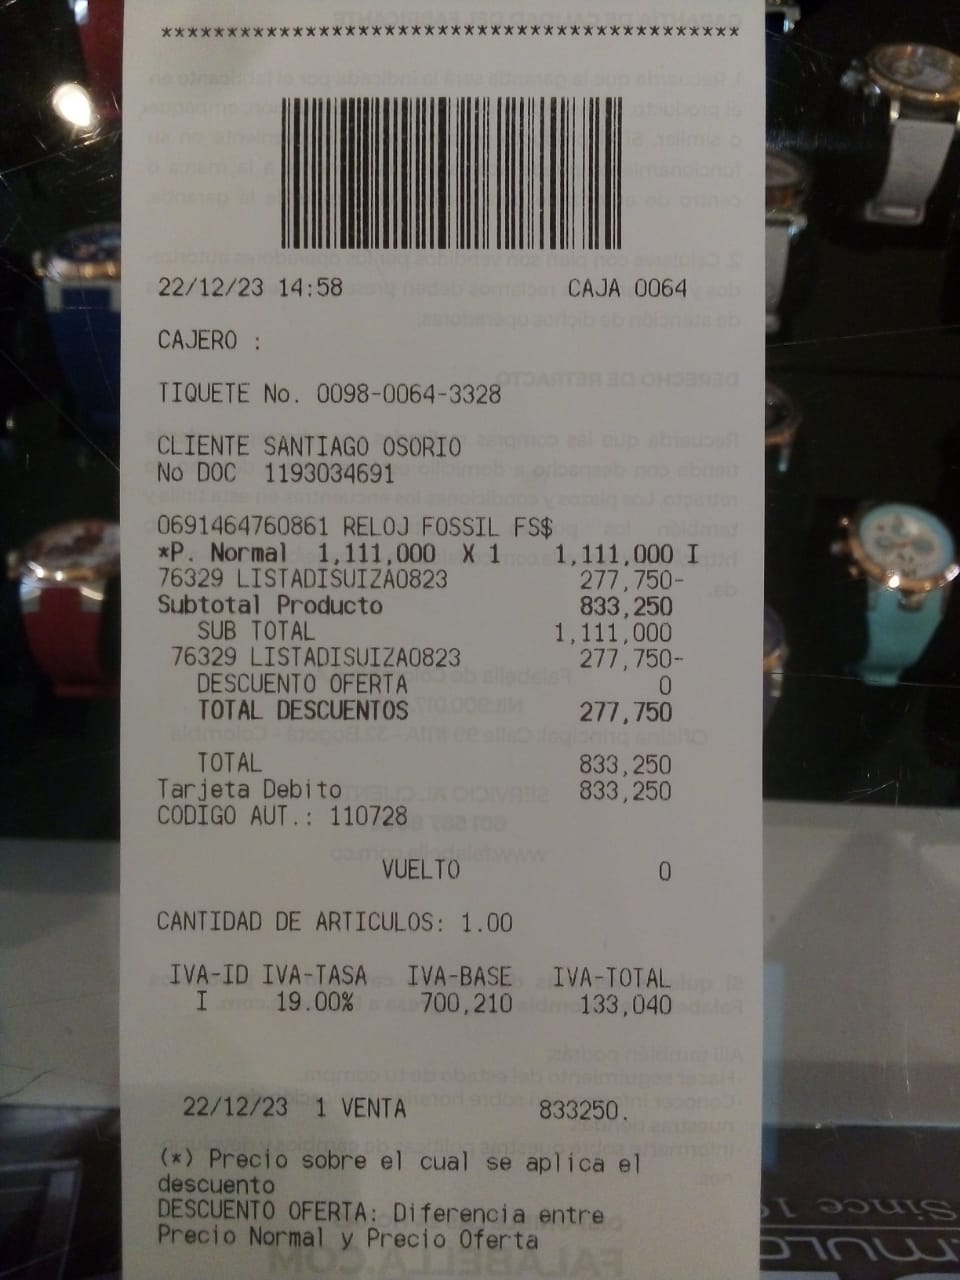 *********************************************
22/12/23 14:58 CAJA 0064
CAJERO :
TIQUETE No. 0098-0064-3328
CLIENTE SANTIAGO OSORIO
No DOC 1193034691
0691464760861 RELOJ FOSSIL FS$
*P. Normal 1,111,000 X 1 1,111,000 I
76329 LISTADISUIZA0823 277,750-
Subtotal Producto 833,250
SUB TOTAL 1,111,000
76329 LISTADISUIZA0823 277,750-
DESCUENTO OFERTA 0
TOTAL DESCUENTOS 277,750
TOTAL 833,250
Tarjeta Debito 833,250
CODIGO AUT.: 110728
VUELTO 0
CANTIDAD DE ARTICULOS: 1.00
IVA-ID IVA-TASA IVA-BASE IVA-TOTAL
I 19.00% 700,210 133,040
22/12/23 1 VENTA 833250.
(*) Precio sobre el cual se aplica el
descuento
DESCUENTO OFERTA: Diferencia entre
Precio Normal y Precio Oferta
Since